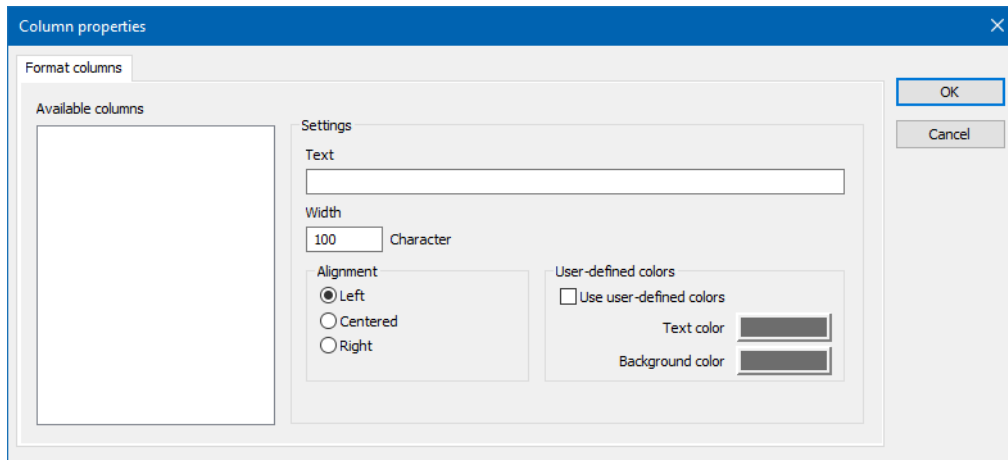 Column properties
Format columns
OK
Available columns
Cancel
Settings
Text
Width
100 Character
Alignment
Left
Centered
Right
User-defined colors
Use user-defined colors
Text color
Background color